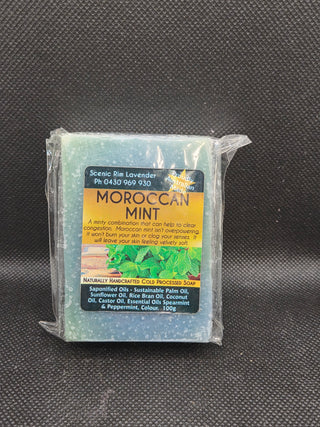 Scenic Rim Lavender
Ph 0430 969 930
MOROCCAN
MINT
A minty combination that can help to clear
congestion. Moroccan mint isn't overpowering,
it won't burn your skin or clog your senses. It
will leave your skin feeling velvety soft.
Naturally Handcrafted Cold Processed Soap
Saponified Oils - Sustainable Palm Oil,
Sunflower Oil, Rice Bran Oil, Coconut
Oil, Castor Oil, Essential Oils Spearmint
& Peppermint, Colour. 100g